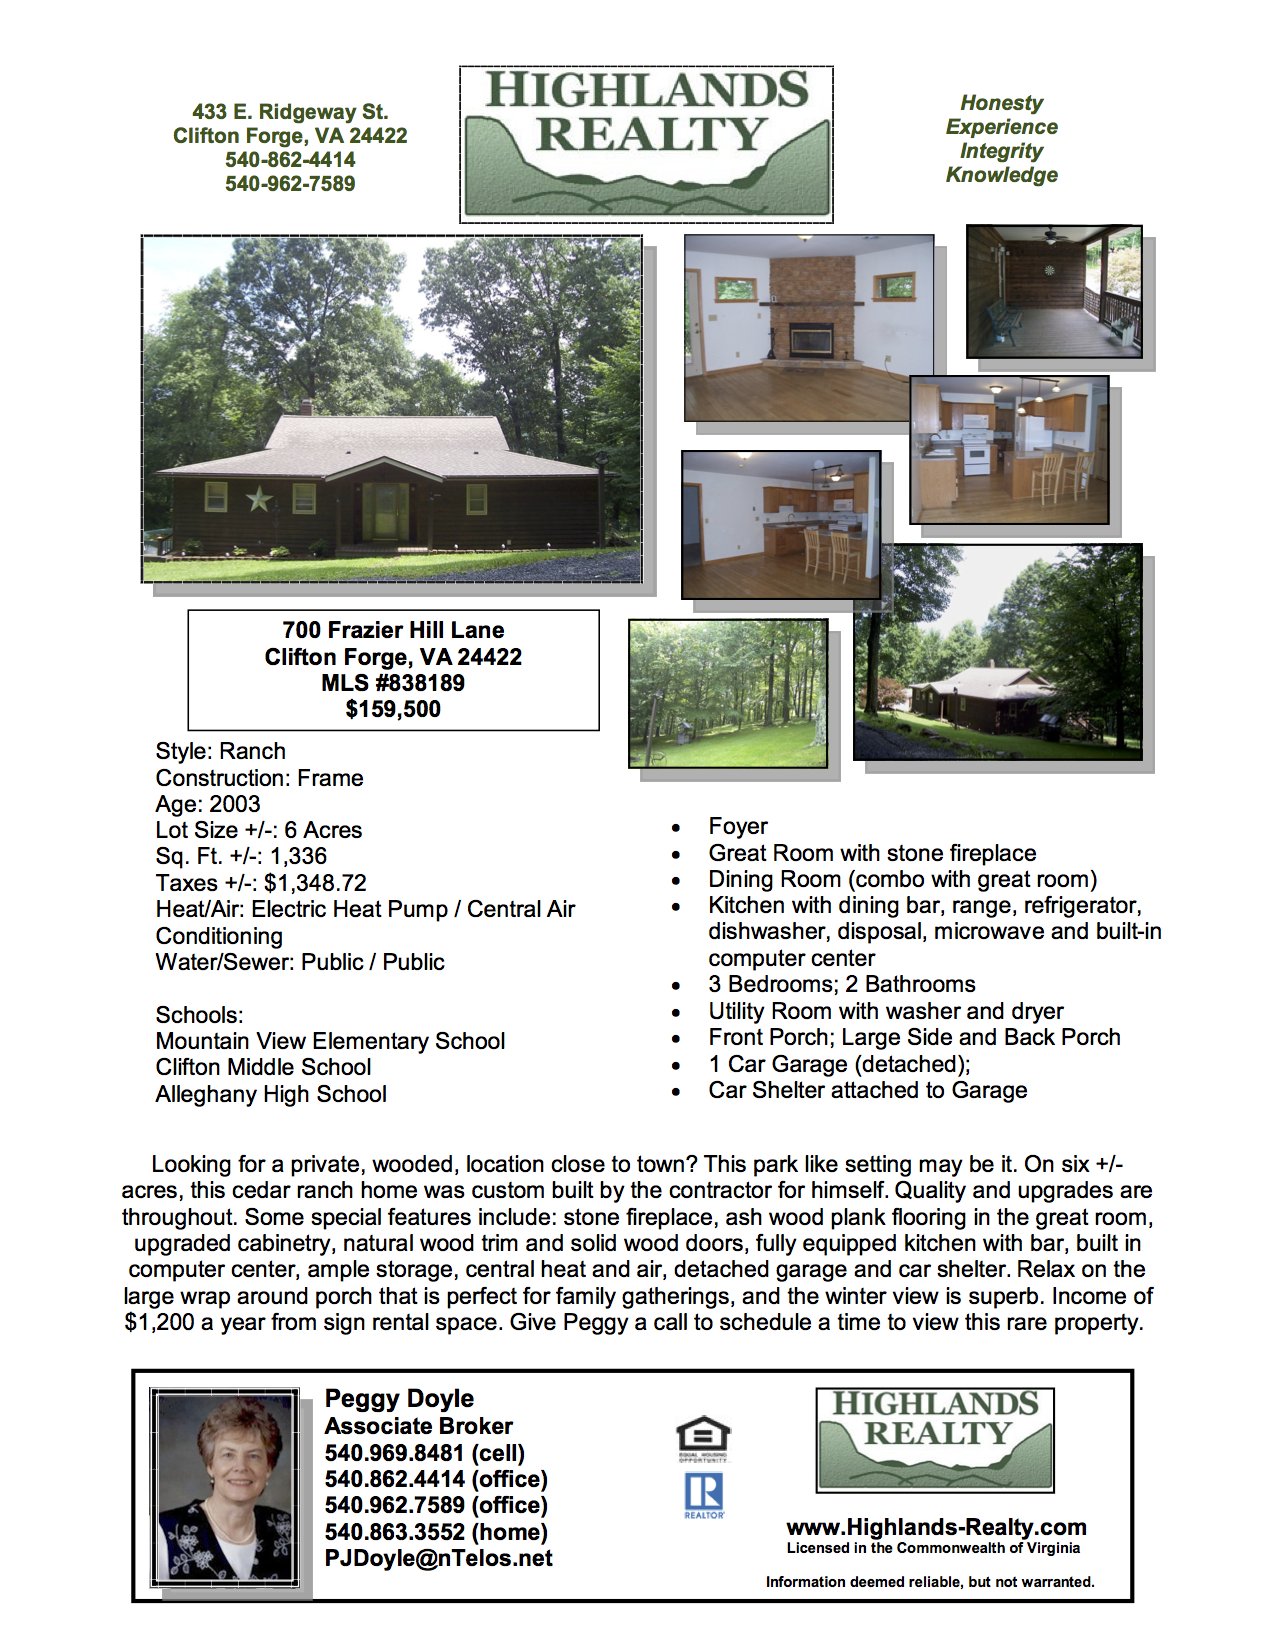 433 E. Ridgeway St.
Clifton Forge, VA 24422
540-862-4414
540-962-7589
HIGHLANDS
REALTY
Honesty
Experience
Integrity
Knowledge
700 Frazier Hill Lane
Clifton Forge, VA 24422
MLS #838189
$159,500
Style: Ranch
Construction: Frame
Age: 2003
Lot Size +/-: 6 Acres
Sq. Ft. +/-: 1,336
Taxes +/-: $1,348.72
Heat/Air: Electric Heat Pump / Central Air
Conditioning
Water/Sewer: Public / Public
Schools:
Mountain View Elementary School
Clifton Middle School
Alleghany High School
• Foyer
• Great Room with stone fireplace
• Dining Room (combo with great room)
• Kitchen with dining bar, range, refrigerator,
dishwasher, disposal, microwave and built-in
computer center
• 3 Bedrooms; 2 Bathrooms
• Utility Room with washer and dryer
• Front Porch; Large Side and Back Porch
• 1 Car Garage (detached);
• Car Shelter attached to Garage
Looking for a private, wooded, location close to town? This park like setting may be it. On six +/-
acres, this cedar ranch home was custom built by the contractor for himself. Quality and upgrades are
throughout. Some special features include: stone fireplace, ash wood plank flooring in the great room,
upgraded cabinetry, natural wood trim and solid wood doors, fully equipped kitchen with bar, built in
computer center, ample storage, central heat and air, detached garage and car shelter. Relax on the
large wrap around porch that is perfect for family gatherings, and the winter view is superb. Income of
$1,200 a year from sign rental space. Give Peggy a call to schedule a time to view this rare property.
Peggy Doyle
Associate Broker
540.969.8481 (cell)
540.862.4414 (office)
540.962.7589 (office)
540.863.3552 (home)
PJDoyle@nTelos.net
EQUAL HOUSING
OPPORTUNITY
R
REALTOR®
HIGHLANDS
REALTY
www.Highlands-Realty.com
Licensed in the Commonwealth of Virginia
Information deemed reliable, but not warranted.